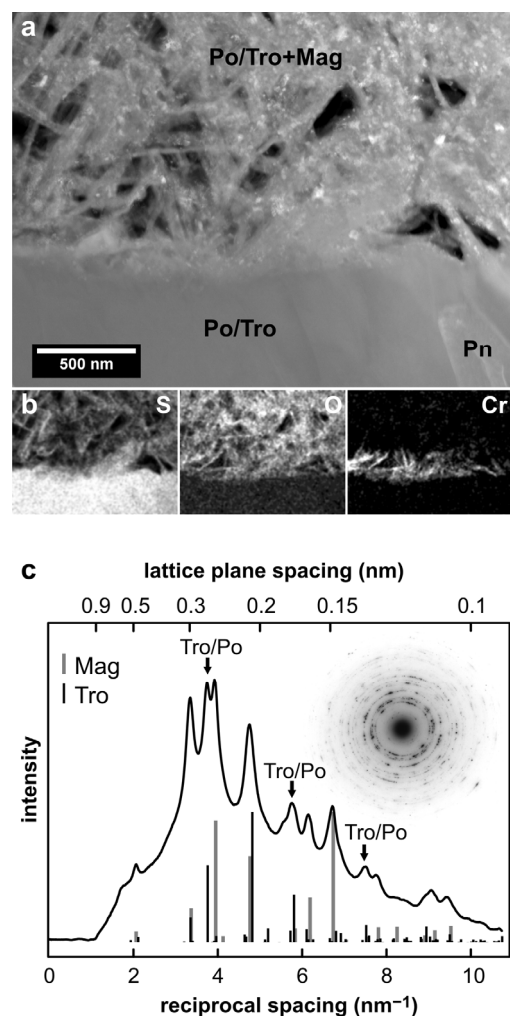 a
Po/Tro+Mag
Po/Tro
Pn
500 nm
b S O Cr
c
lattice plane spacing (nm)
0.9 0.5 0.3 0.2 0.15 0.1
Tro/Po
Mag
Tro
Tro/Po
Tro/Po
intensity
0 2 4 6 8 10
reciprocal spacing (nm⁻¹)